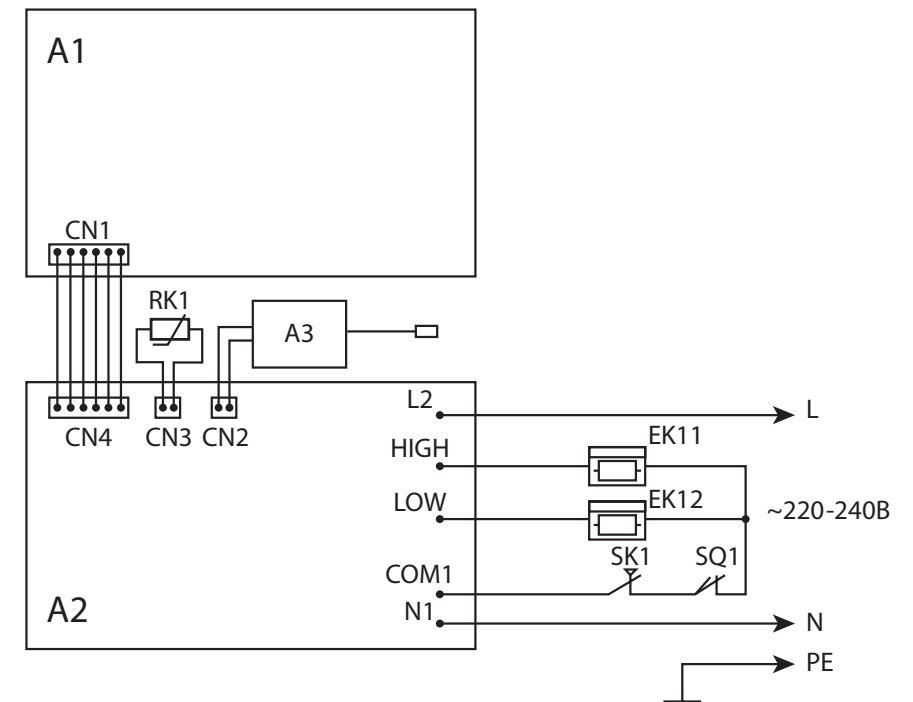 A1
CN1
RK1
A3
CN4
CN3
CN2
L2
L
HIGH
EK11
LOW
EK12
~220-240В
SK1
SQ1
COM1
A2
N1
N
PE